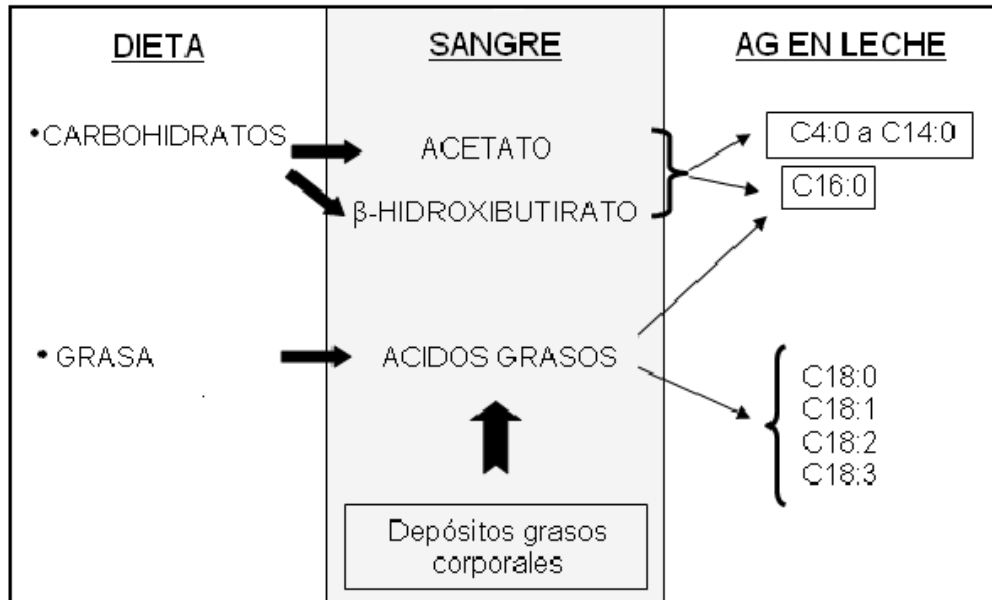 DIETA
SANGRE
AG EN LECHE
•CARBOHIDRATOS
ACETATO
β-HIDROXIBUTIRATO
C4:0 a C14:0
C16:0
• GRASA
ACIDOS GRASOS
C18:0
C18:1
C18:2
C18:3
Depósitos grasos
corporales